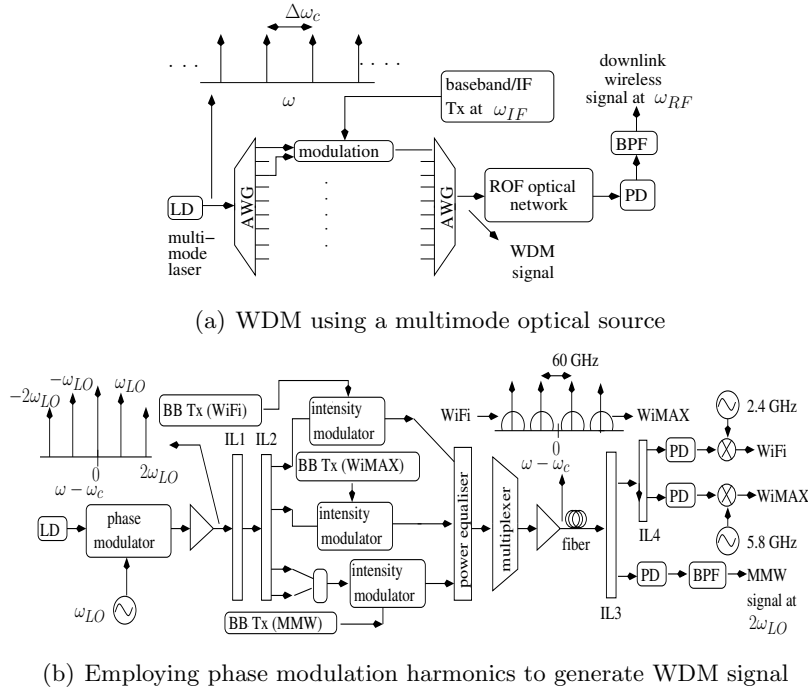 Δω_c
. . . . . . .
ω
baseband/IF
Tx at ω_IF
downlink
wireless
signal at ω_RF
BPF
modulation
LD
AWG
AWG
ROF optical
network
PD
multi-
mode
laser
WDM
signal
(a) WDM using a multimode optical source
−2ω_LO
−ω_LO
ω_LO
2ω_LO
0
ω − ω_c
BB Tx (WiFi)
intensity
modulator
IL1
IL2
BB Tx (WiMAX)
intensity
modulator
intensity
modulator
BB Tx (MMW)
LD
phase
modulator
ω_LO
power equaliser
multiplexer
60 GHz
WiFi
WiMAX
0
ω − ω_c
fiber
IL3
IL4
PD
PD
PD
BPF
2.4 GHz
WiFi
WiMAX
5.8 GHz
MMW
signal at
2ω_LO
(b) Employing phase modulation harmonics to generate WDM signal